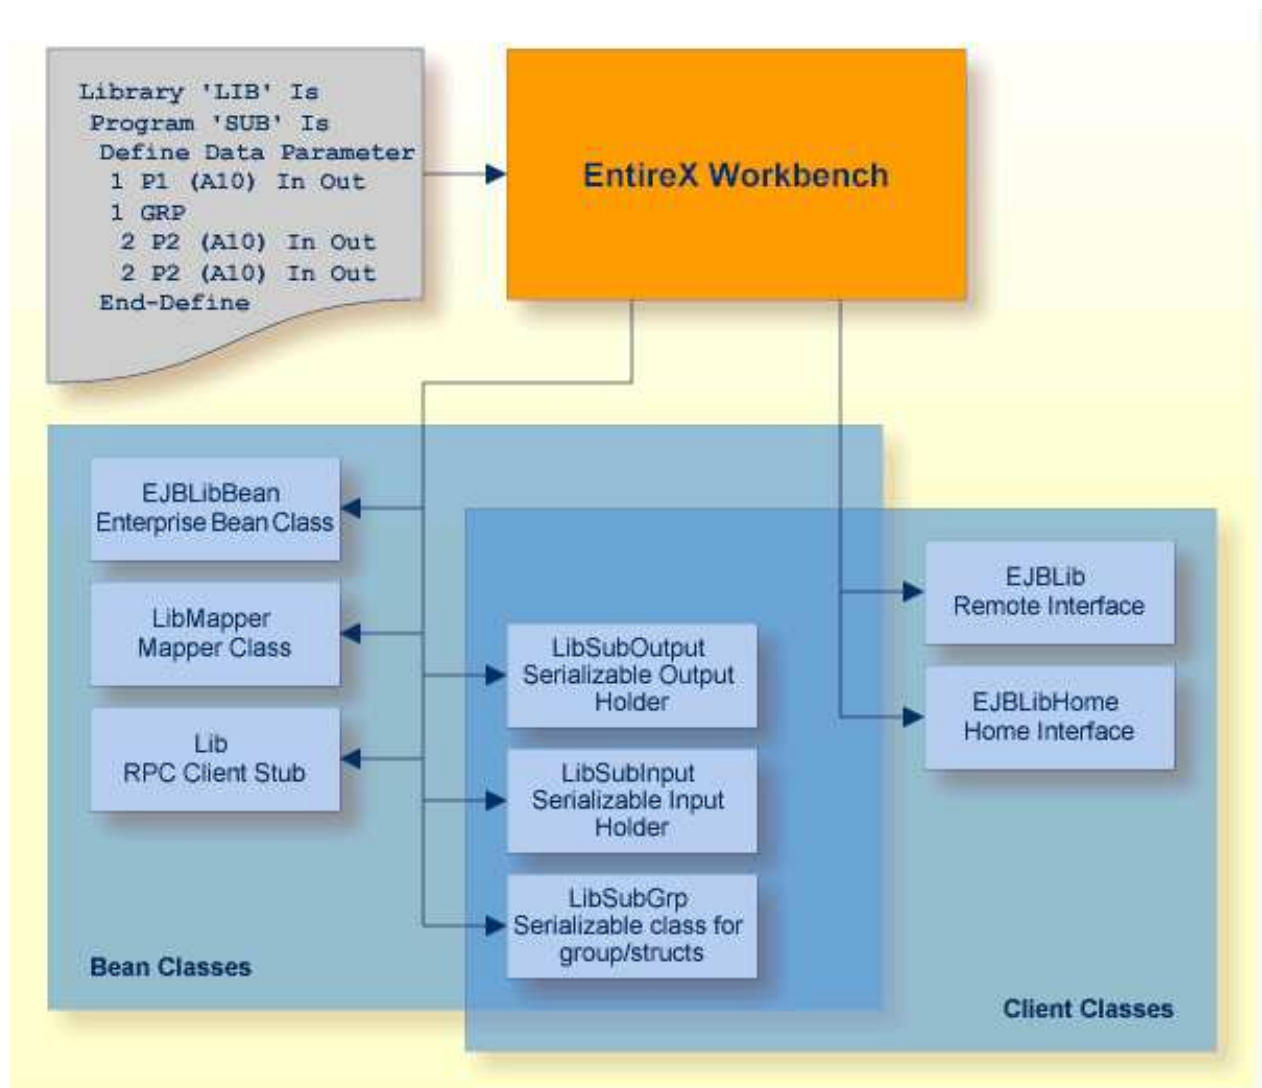 Library 'LIB' Is
Program 'SUB' Is
Define Data Parameter
1 P1 (A10) In Out
1 GRP
2 P2 (A10) In Out
2 P2 (A10) In Out
End-Define
EntireX Workbench
EJBLibBean
Enterprise Bean Class
LibMapper
Mapper Class
Lib
RPC Client Stub
LibSubOutput
Serializable Output
Holder
LibSubInput
Serializable Input
Holder
LibSubGrp
Serializable class for
group/structs
EJBLib
Remote Interface
EJBLibHome
Home Interface
Bean Classes
Client Classes